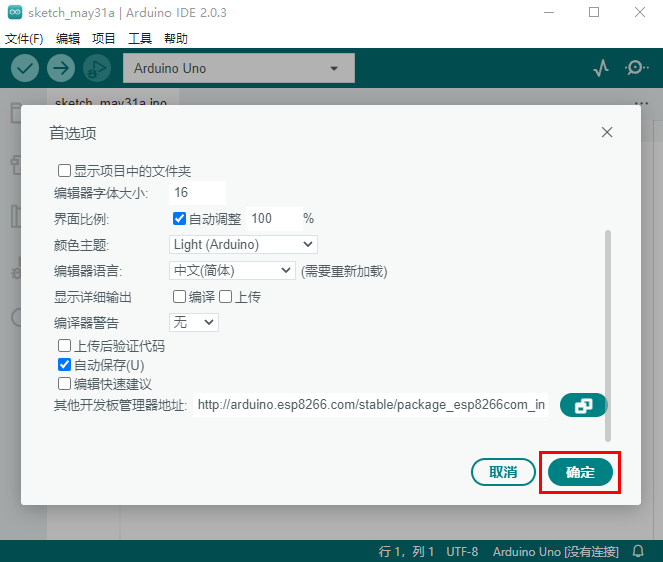 sketch_may31a | Arduino IDE 2.0.3
文件(F) 编辑 项目 工具 帮助
Arduino Uno
sketch_may31a.ino
首选项
显示项目中的文件夹
编辑器字体大小: 16
界面比例: 自动调整 100 %
颜色主题: Light (Arduino)
编辑器语言: 中文(简体) (需要重新加载)
显示详细输出 编译 上传
编译器警告 无
上传后验证代码
自动保存(U)
编辑快速建议
其他开发板管理器地址: http://arduino.esp8266.com/stable/package_esp8266com_in
取消 确定
行 1，列 1 UTF-8 Arduino Uno [没有连接]